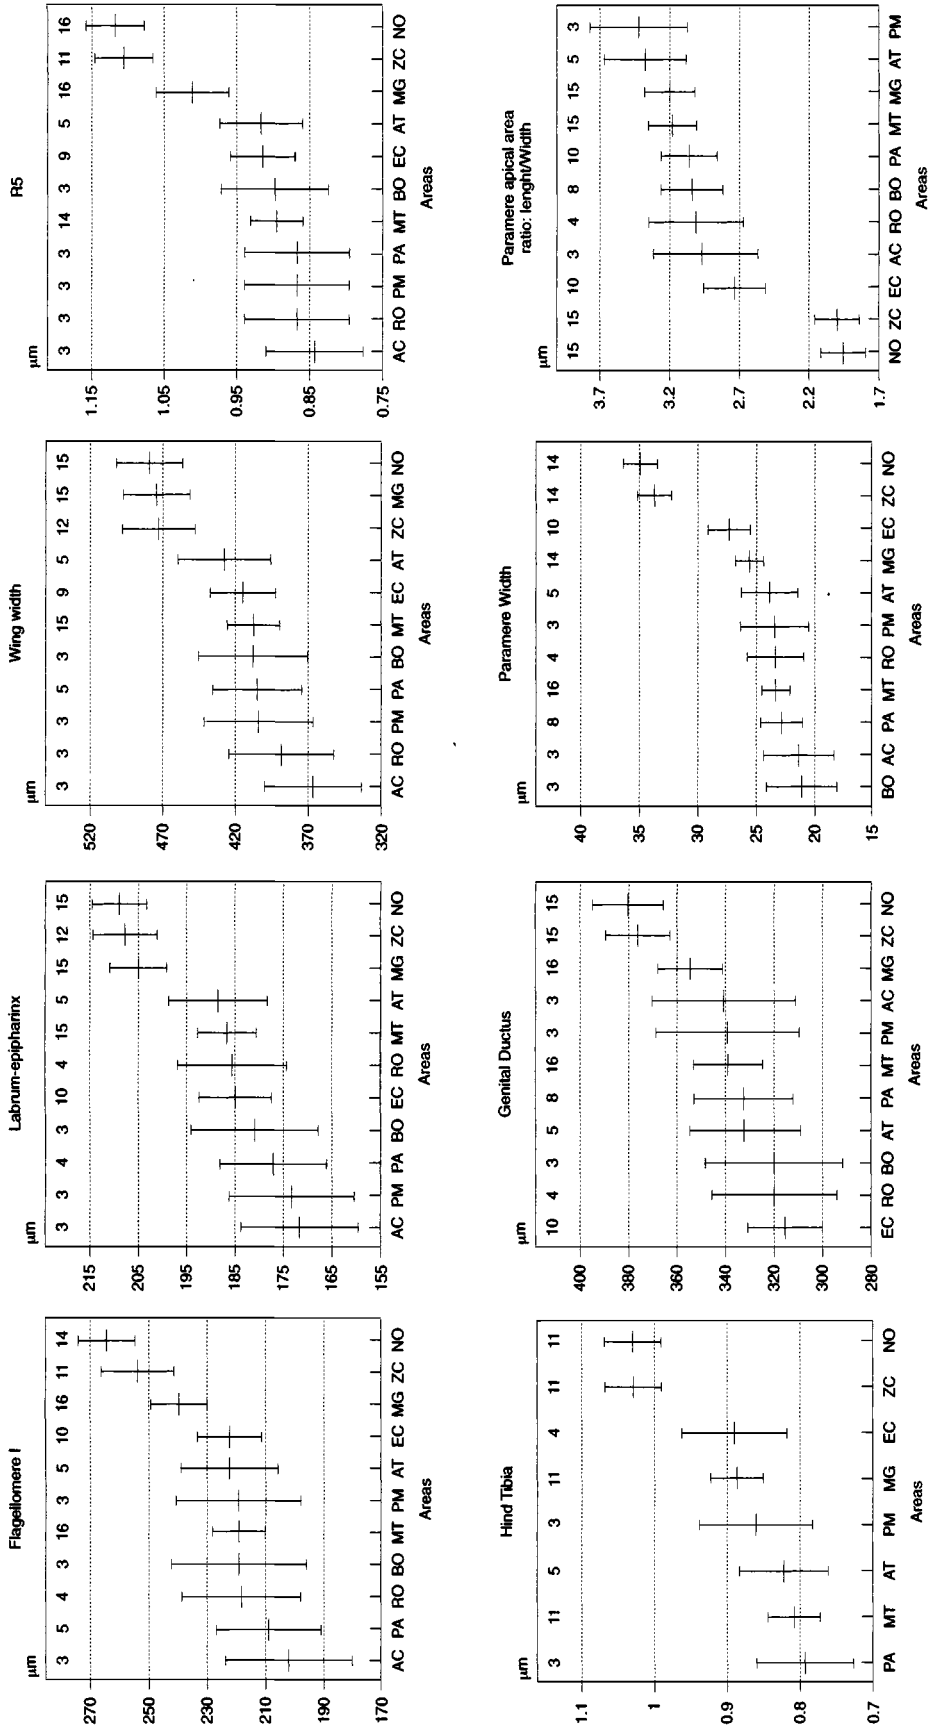 Flagellomere I
µm
3 5 4 3 16 3 5 10 16 11 14
270
250
230
210
190
170
AC PA RO BO MT PM AT EC MG ZC NO
Areas
Labrum-epipharinx
µm
3 3 4 3 10 4 15 5 15 12 15
215
205
195
185
175
165
155
AC PM PA BO EC RO MT AT MG ZC NO
Areas
Wing width
µm
3 3 3 5 3 15 9 5 12 15 15
520
470
420
370
320
AC RO PM PA BO MT EC AT ZC MG NO
Areas
R5
µm
3 3 3 3 14 3 9 5 16 11 16
1.15
1.05
0.95
0.85
0.75
AC RO PM PA MT BO EC AT MG ZC NO
Areas
Hind Tibia
µm
3 11 5 3 11 4 11 11
1.1
1
0.9
0.8
0.7
PA MT AT PM MG EC ZC NO
Areas
Genital Ductus
µm
10 4 3 5 8 16 3 3 16 15 15
400
380
360
340
320
300
280
EC RO BO AT PA MT PM AC MG ZC NO
Areas
Paramere Width
µm
3 3 8 16 4 3 5 14 10 14 14
40
35
30
25
20
15
BO AC PA MT RO PM AT MG EC ZC NO
Areas
Paramere apical area
ratio: lenght/Width
µm
15 15 10 3 4 8 10 15 15 5 3
3.7
3.2
2.7
2.2
1.7
NO ZC EC AC RO BO PA MT MG AT PM
Areas